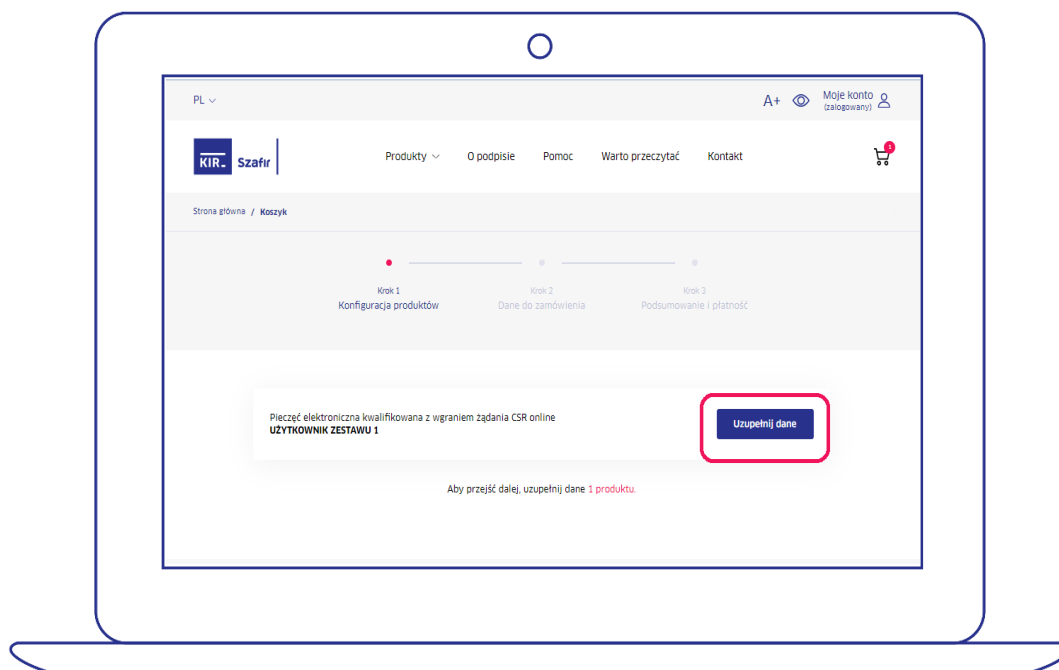 PL
A+
Moje konto
(zalogowany)
KIR Szafir
Produkty
O podpisie
Pomoc
Warto przeczytać
Kontakt
1
Strona główna / Koszyk
Krok 1
Konfiguracja produktów
Krok 2
Dane do zamówienia
Krok 3
Podsumowanie i płatność
Pieczęć elektroniczna kwalifikowana z wgraniem żądania CSR online
UŻYTKOWNIK ZESTAWU 1
Uzupełnij dane
Aby przejść dalej, uzupełnij dane 1 produktu.